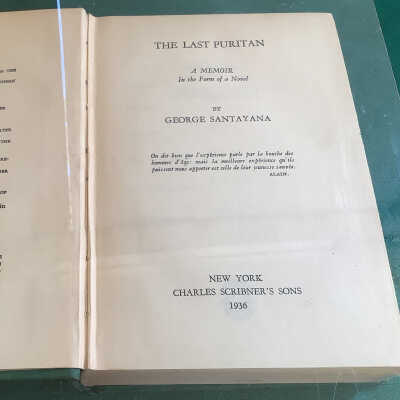 THE LAST PURITAN
A MEMOIR
In the Form of a Novel
BY
GEORGE SANTAYANA
On dit bien que l'expérience parle par la bouche des
hommes d'âge: mais la meilleure expérience qu'ils
puissent nous apporter est celle de leur jeunesse sauvée.
ALAIN.
NEW YORK
CHARLES SCRIBNER'S SONS
1936